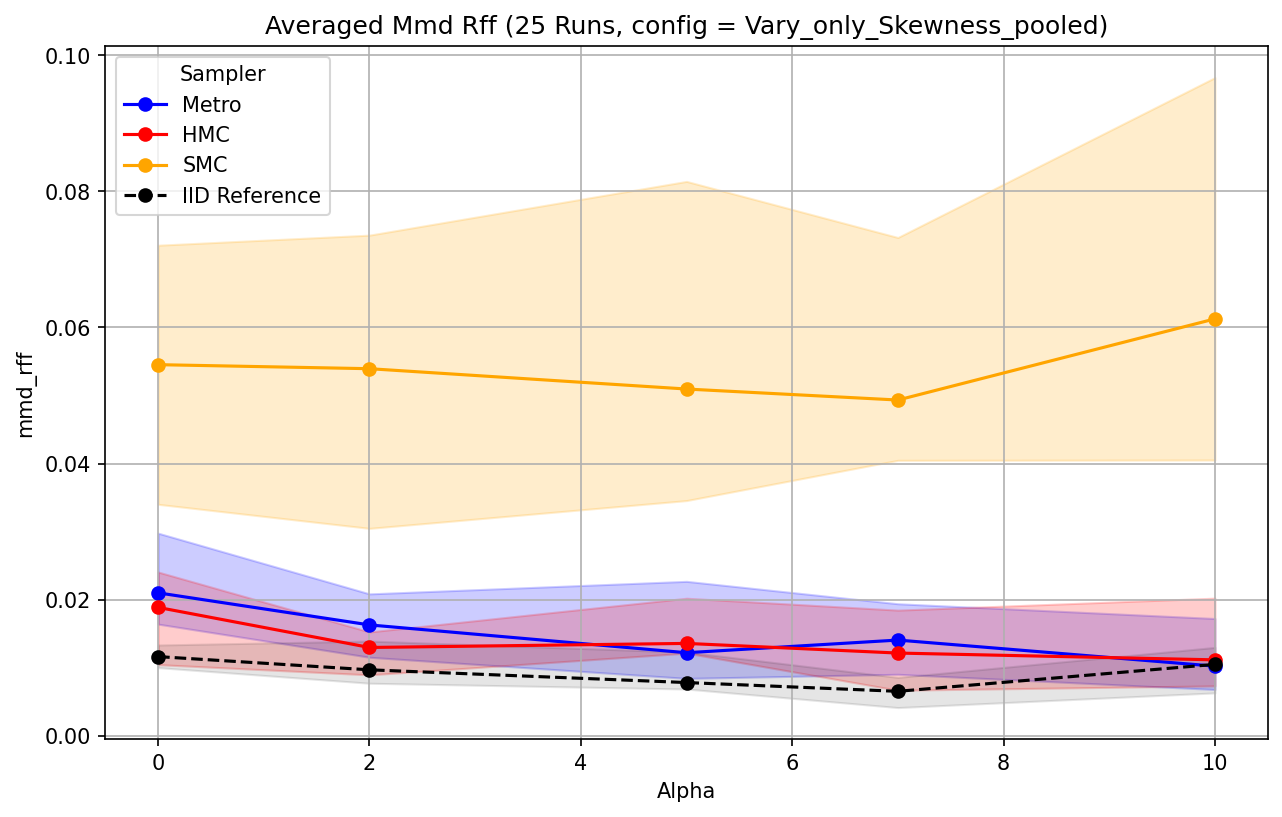 Averaged Mmd Rff (25 Runs, config = Vary_only_Skewness_pooled)
Sampler
Metro
HMC
SMC
IID Reference
mmd_rff
0.10
0.08
0.06
0.04
0.02
0.00
0 2 4 6 8 10
Alpha